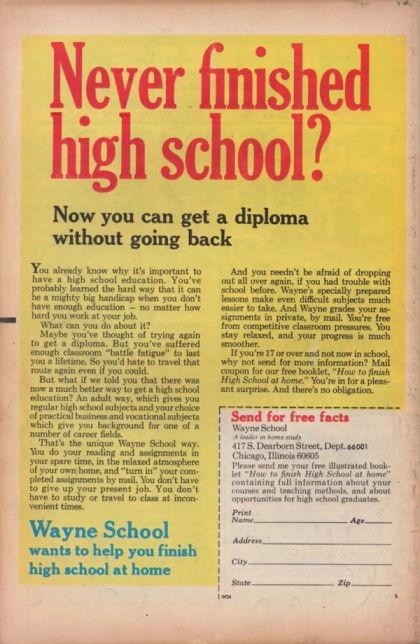 Never finished
high school?
Now you can get a diploma
without going back
You already know why it's important to
have a high school education. You've
probably learned the hard way that it can
be a mighty big handicap when you don't
have enough education — no matter how
hard you work at your job.
What can you do about it?
Maybe you've thought of trying again
to get a diploma. But you've suffered
enough classroom "battle fatigue" to last
you a lifetime. So you'd hate to travel that
route again even if you could.
But what if we told you that there was
now a much better way to get a high school
education? An adult way, which gives you
regular high school subjects and your choice
of practical business and vocational subjects
which give you background for one of a
number of career fields.
That's the unique Wayne School way.
You do your reading and assignments in
your spare time, in the relaxed atmosphere
of your own home, and "turn in" your com-
pleted assignments by mail. You don't have
to give up your present job. You don't
have to study or travel to class at incon-
venient times.
Wayne School
wants to help you finish
high school at home
And you needn't be afraid of dropping
out all over again, if you had trouble with
school before. Wayne's specially prepared
lessons make even difficult subjects much
easier to take. And Wayne grades your as-
signments in private, by mail. You're free
from competitive classroom pressures. You
stay relaxed, and your progress is much
smoother.
If you're 17 or over and not now in school,
why not send for more information? Mail
coupon for our free booklet, "How to finish
High School at home." You're in for a pleas-
ant surprise. And there's no obligation.
Send for free facts
Wayne School
A leader in home study
417 S. Dearborn Street, Dept. 66001
Chicago, Illinois 60605
Please send me your free illustrated book-
let "How to finish High School at home"
containing full information about your
courses and teaching methods, and about
opportunities for high school graduates.
Print
Name Age
Address
City
State Zip